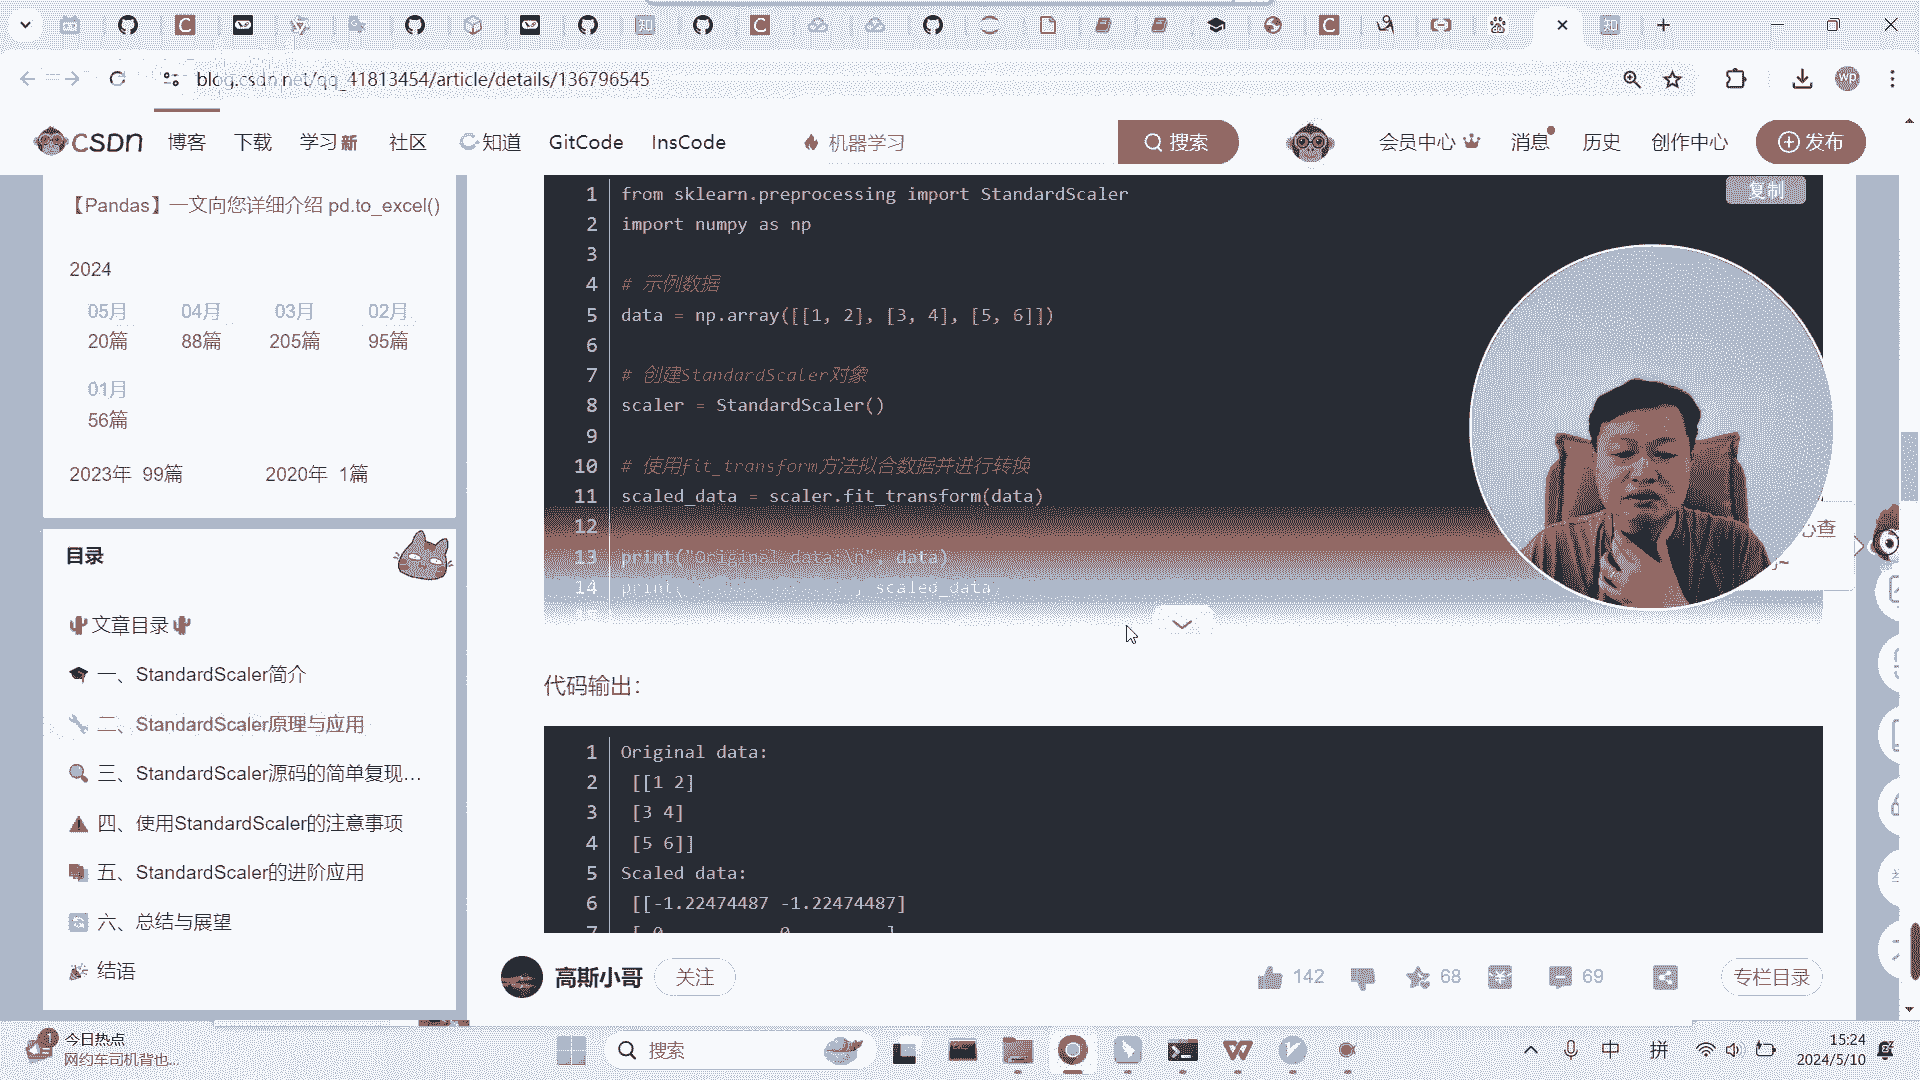 blog.csdn.net/qq_41813454/article/details/136796545
wp
CSDN 博客 下载 学习 新 社区 知道 GitCode InsCode 机器学习 搜索 会员中心 消息 历史 创作中心 发布
【Pandas】一文向您详细介绍 pd.to_excel()
2024
05月 04月 03月 02月
20篇 88篇 205篇 95篇
01月
56篇
2023年 99篇 2020年 1篇
目录
文章目录
一、StandardScaler简介
二、StandardScaler原理与应用
三、StandardScaler源码的简单复现...
四、使用StandardScaler的注意事项
五、StandardScaler的进阶应用
六、总结与展望
结语
复制
1 from sklearn.preprocessing import StandardScaler
2 import numpy as np
3
4 # 示例数据
5 data = np.array([[1, 2], [3, 4], [5, 6]])
6
7 # 创建StandardScaler对象
8 scaler = StandardScaler()
9
10 # 使用fit_transform方法拟合数据并进行转换
11 scaled_data = scaler.fit_transform(data)
12
13 print("Original data:\n", data)
14 print( , scaled_data
心查
代码输出：
1 Original data:
2 [[1 2]
3 [3 4]
4 [5 6]]
5 Scaled data:
6 [[-1.22474487 -1.22474487]
7 [ 0. 0. ]
高斯小哥 关注 142 68 69 专栏目录
今日热点
网约车司机背也...
搜索
中 拼
15:24
2024/5/10